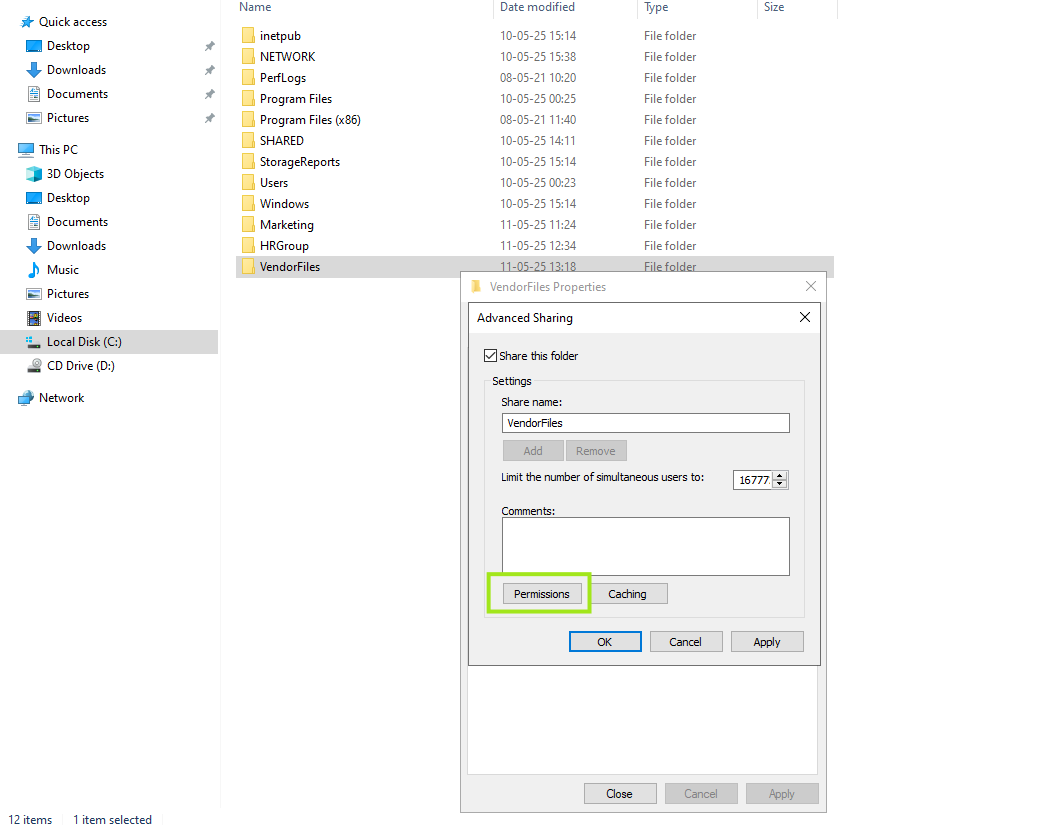 Name Date modified Type Size
Quick access
Desktop
Downloads
Documents
Pictures
This PC
3D Objects
Desktop
Documents
Downloads
Music
Pictures
Videos
Local Disk (C:)
CD Drive (D:)
Network
inetpub 10-05-25 15:14 File folder
NETWORK 10-05-25 15:38 File folder
PerfLogs 08-05-21 10:20 File folder
Program Files 10-05-25 00:25 File folder
Program Files (x86) 08-05-21 11:40 File folder
SHARED 10-05-25 14:11 File folder
StorageReports 10-05-25 15:14 File folder
Users 10-05-25 00:23 File folder
Windows 10-05-25 15:14 File folder
Marketing 11-05-25 11:24 File folder
HRGroup 11-05-25 12:34 File folder
VendorFiles 11-05-25 13:18 File folder
VendorFiles Properties
Advanced Sharing
Share this folder
Settings
Share name:
VendorFiles
Add Remove
Limit the number of simultaneous users to: 16777
Comments:
Permissions Caching
OK Cancel Apply
Close Cancel Apply
12 items 1 item selected